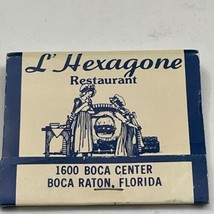 L'Hexagone
Restaurant
1600 BOCA CENTER
BOCA RATON, FLORIDA